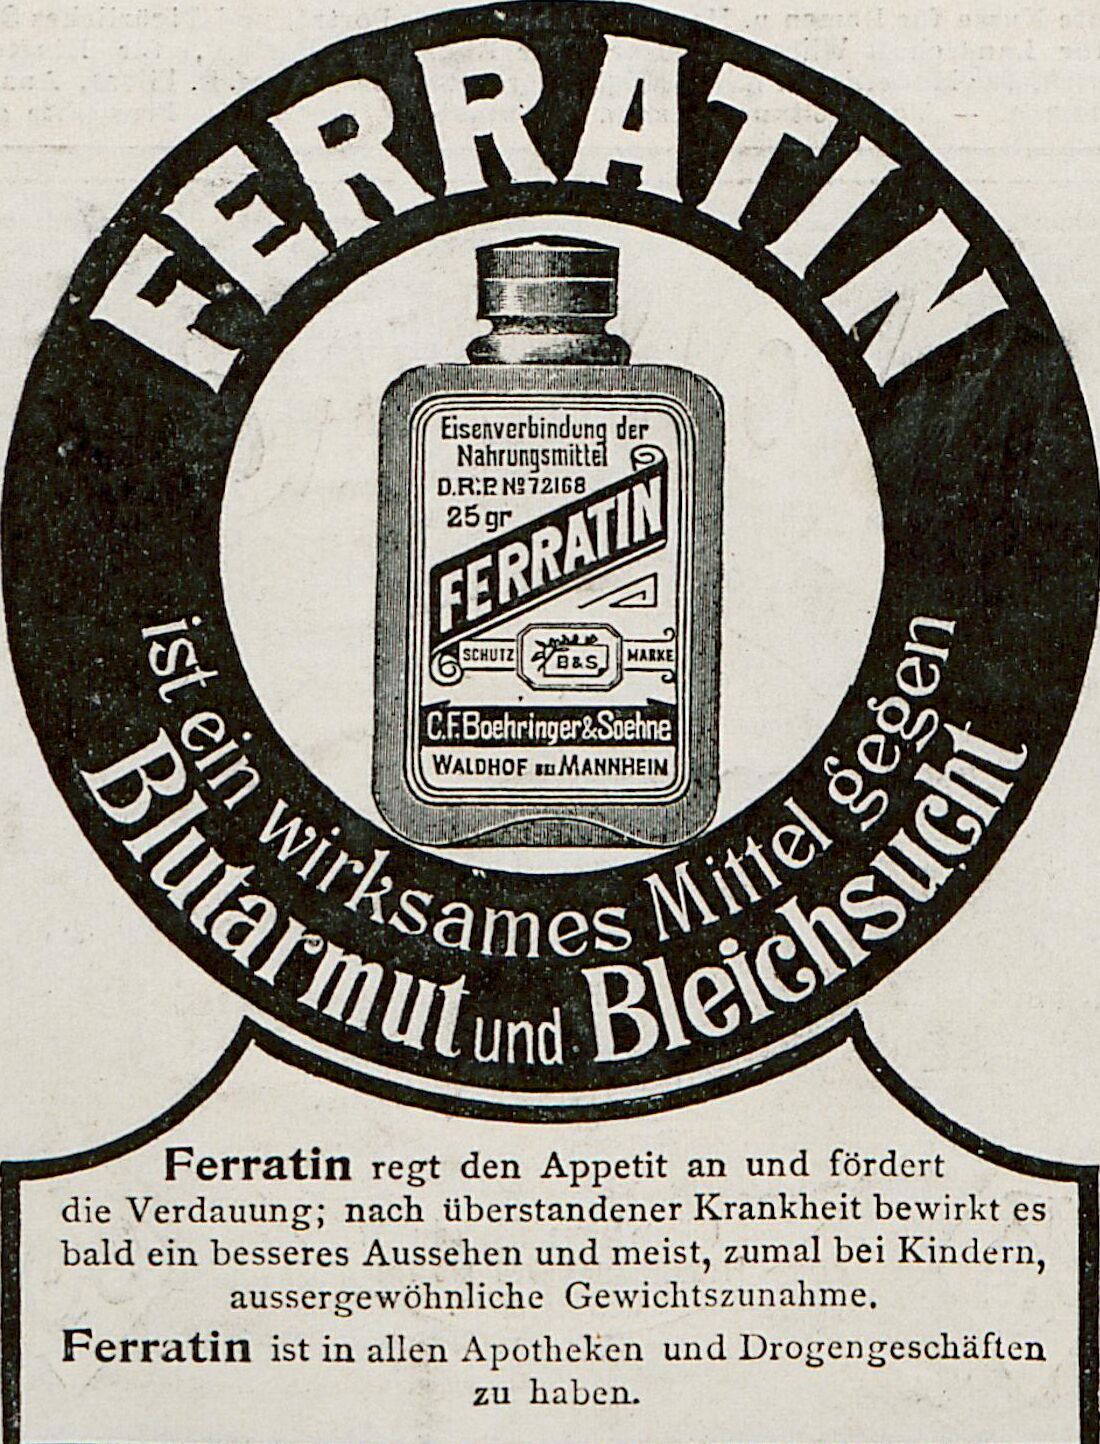 FERRATIN
Eisenverbindung der
Nahrungsmittel
D.R.P. Nº 72168
25 gr
FERRATIN
SCHUTZ B&S. MARKE
C.F. Boehringer & Soehne
WALDHOF BEI MANNHEIM
ist ein wirksames Mittel gegen
Blutarmut und Bleichsucht
Ferratin regt den Appetit an und fördert
die Verdauung; nach überstandener Krankheit bewirkt es
bald ein besseres Aussehen und meist, zumal bei Kindern,
aussergewöhnliche Gewichtszunahme.
Ferratin ist in allen Apotheken und Drogengeschäften
zu haben.